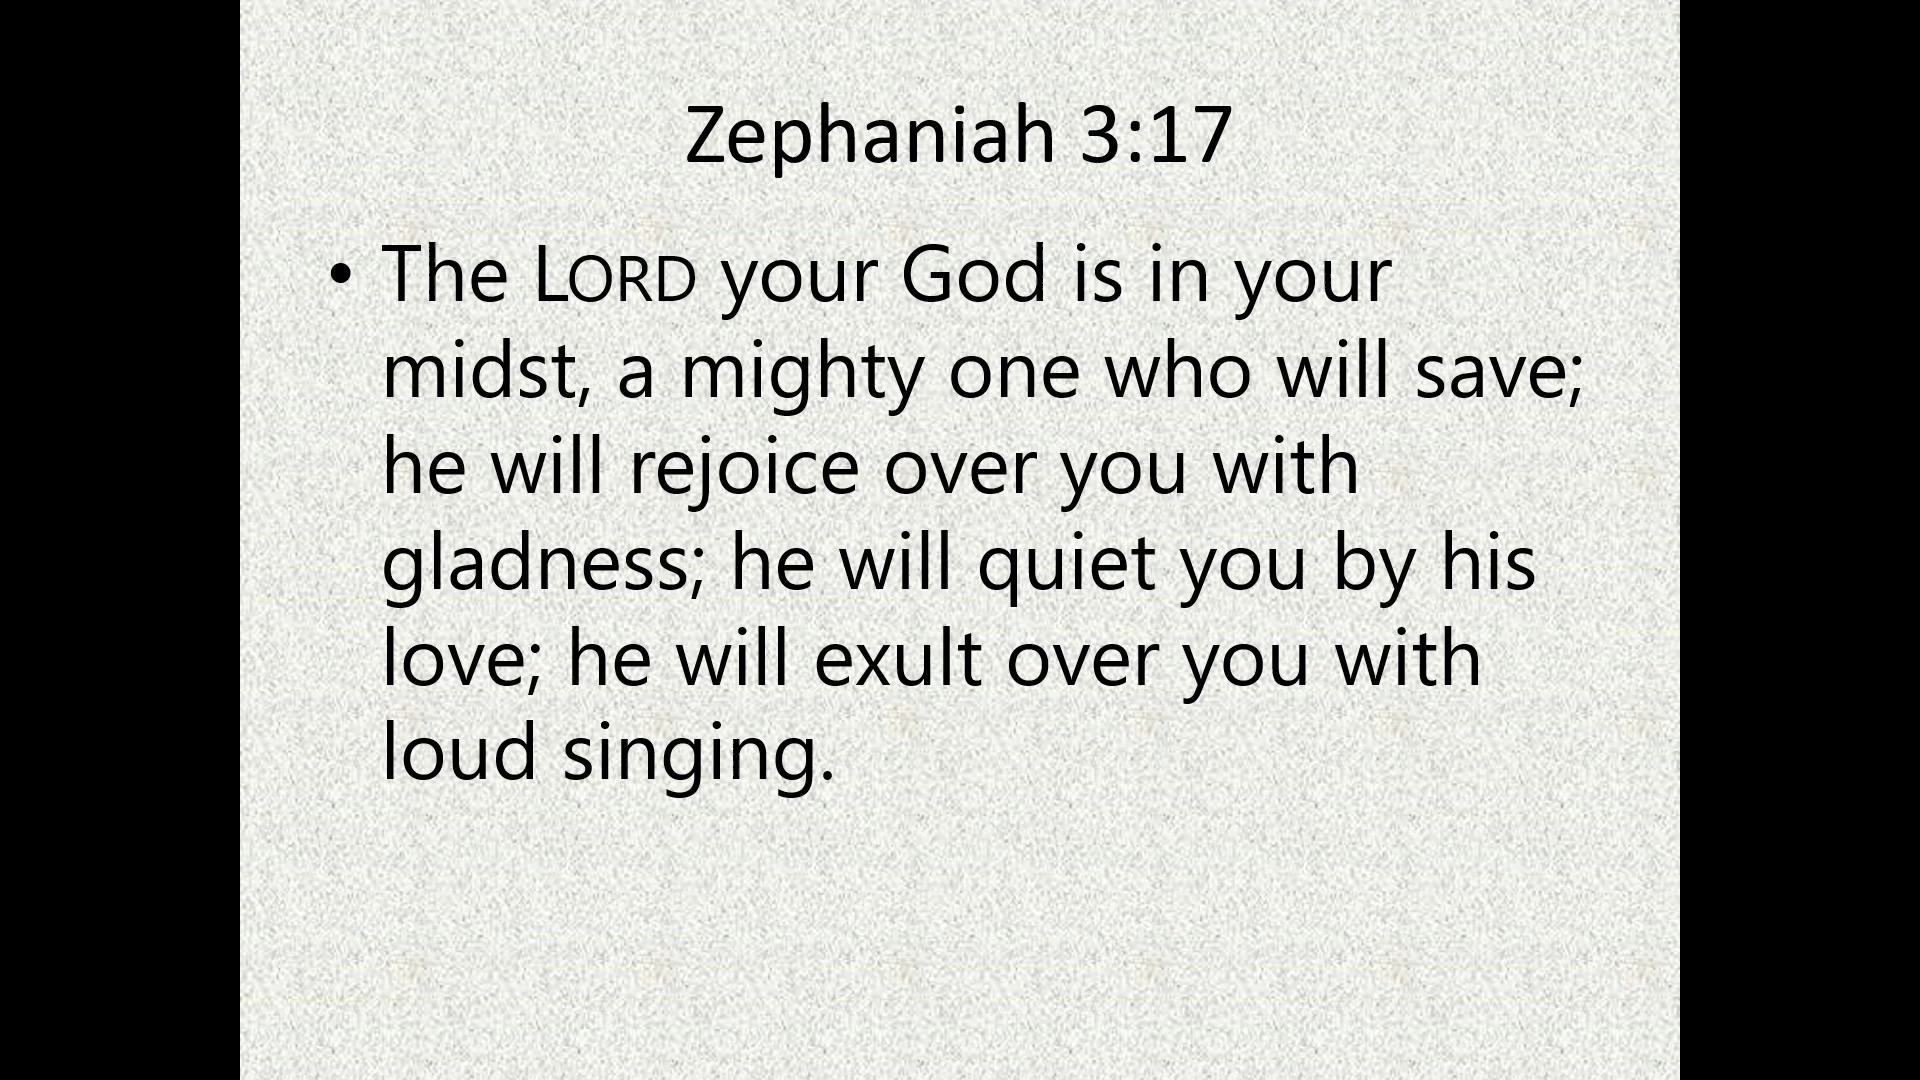 Zephaniah 3:17
• The LORD your God is in your
midst, a mighty one who will save;
he will rejoice over you with
gladness; he will quiet you by his
love; he will exult over you with
loud singing.